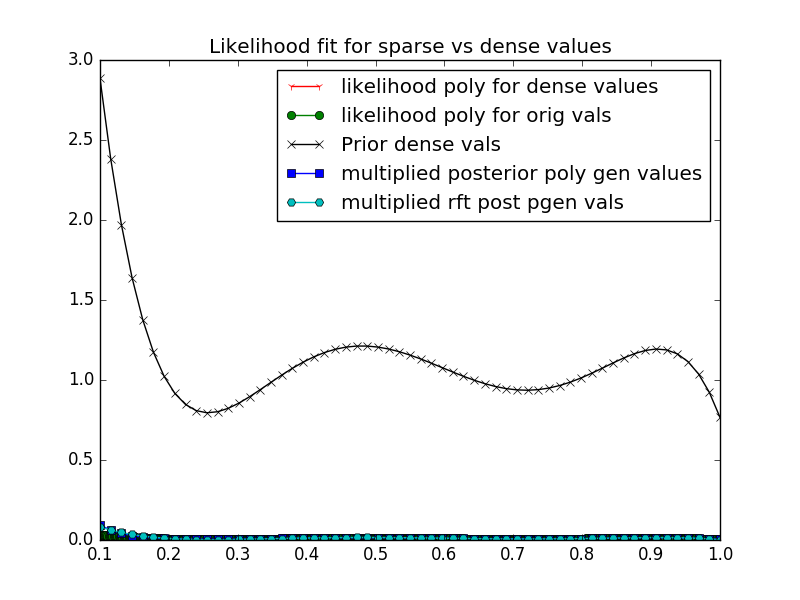 Likelihood fit for sparse vs dense values
3.0
2.5
2.0
1.5
1.0
0.5
0.0
likelihood poly for dense values
likelihood poly for orig vals
Prior dense vals
multiplied posterior poly gen values
multiplied rft post pgen vals
0.1 0.2 0.3 0.4 0.5 0.6 0.7 0.8 0.9 1.0